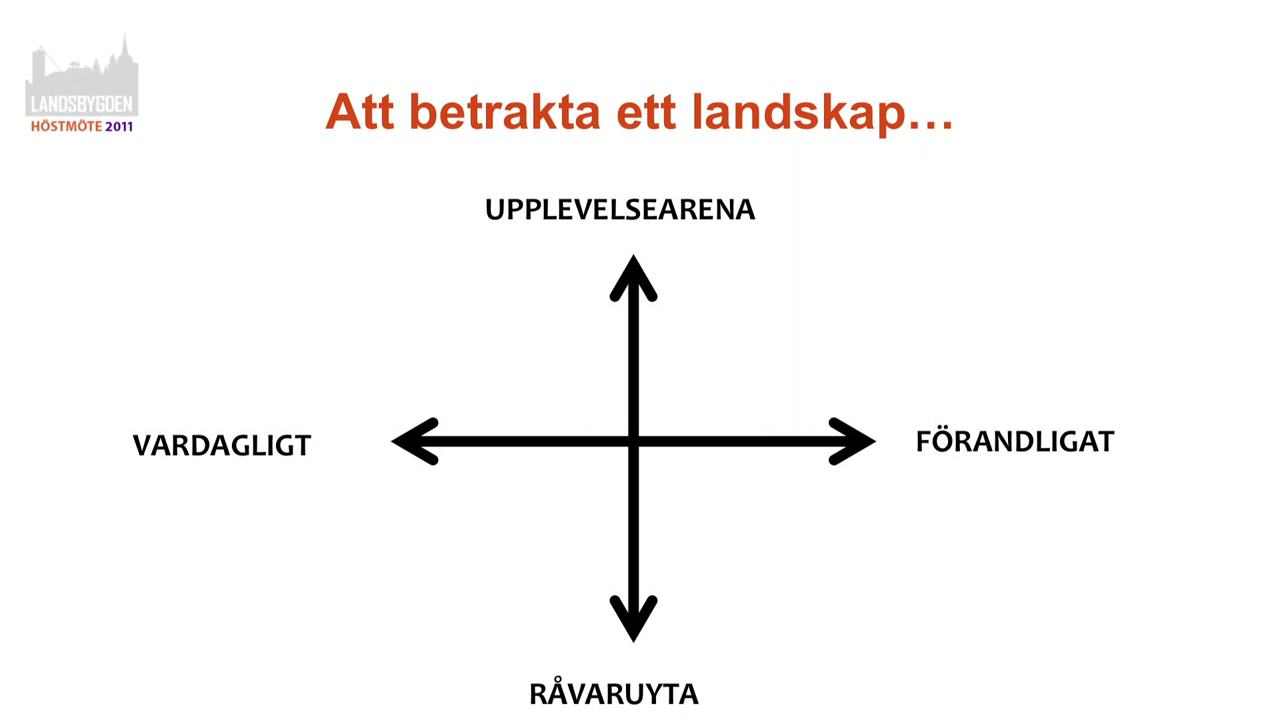 LANDSBYGDEN
HÖSTMÖTE 2011
Att betrakta ett landskap…
UPPLEVELSEARENA
VARDAGLIGT
FÖRANDLIGAT
RÅVARUYTA